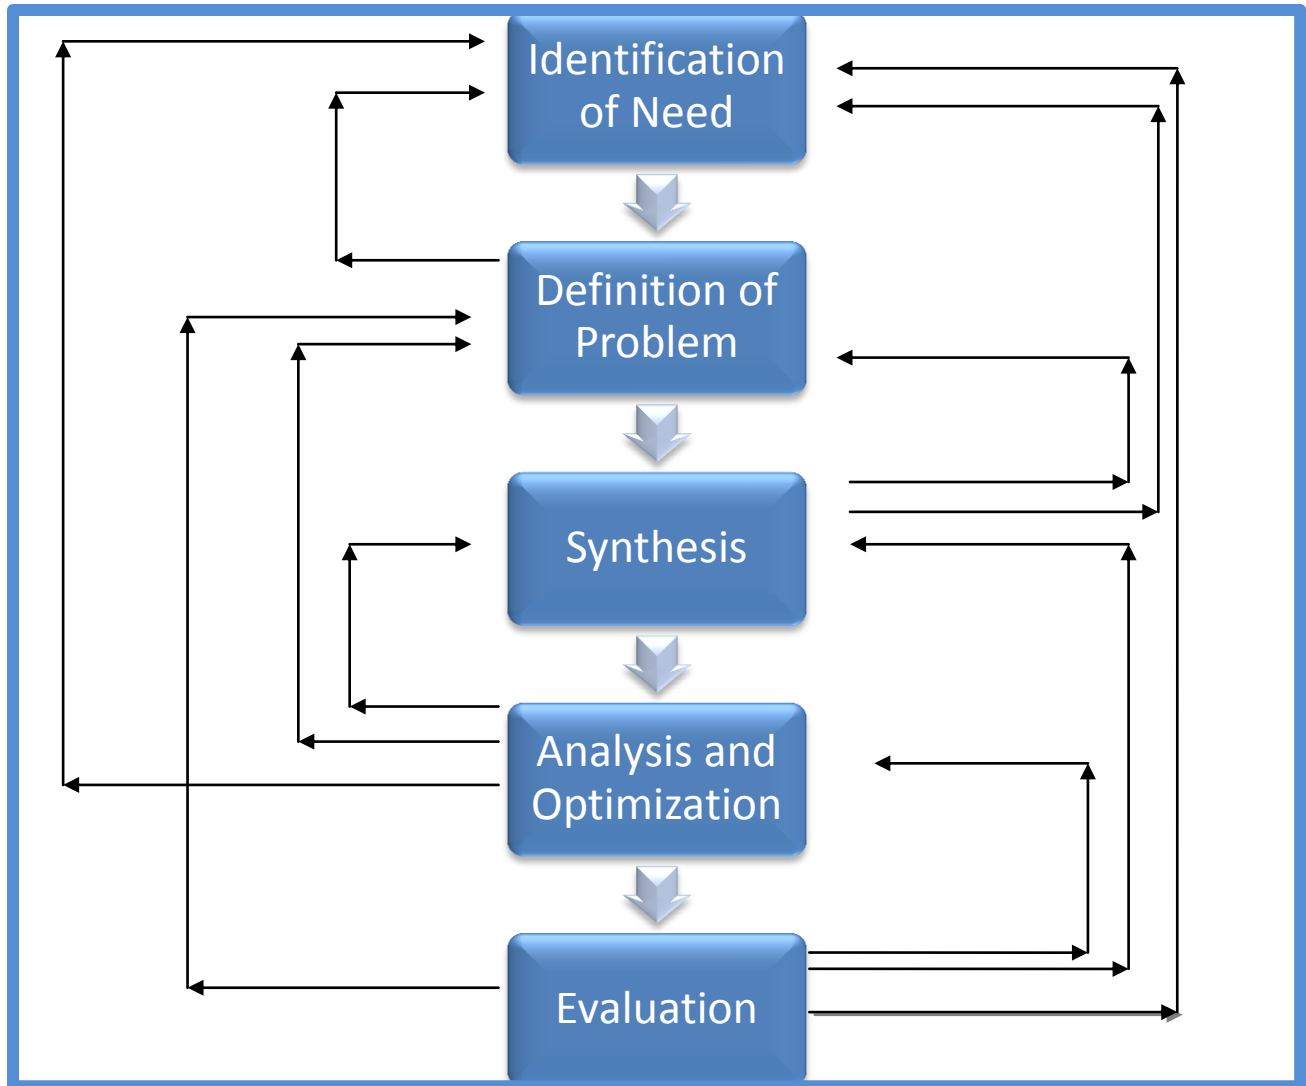 Identification
of Need
Definition of
Problem
Synthesis
Analysis and
Optimization
Evaluation